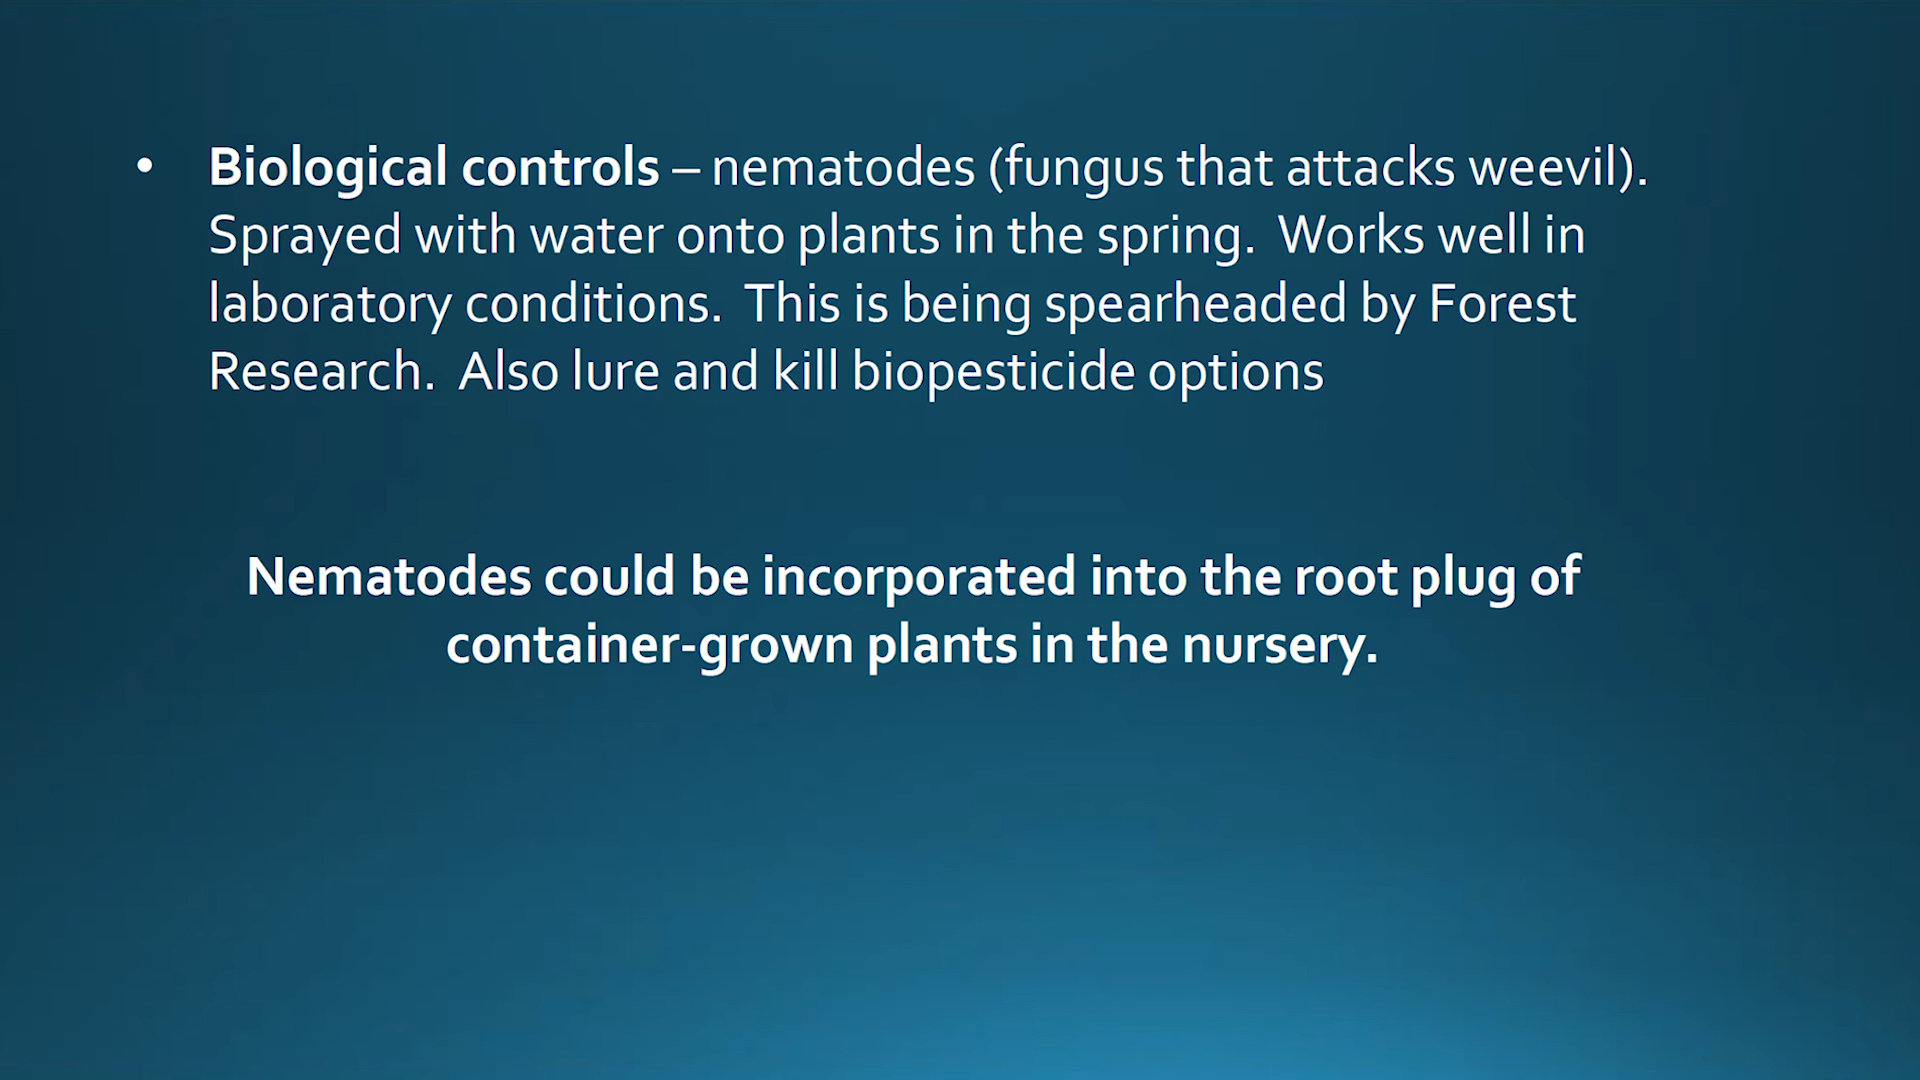 • Biological controls – nematodes (fungus that attacks weevil).
Sprayed with water onto plants in the spring.  Works well in
laboratory conditions.  This is being spearheaded by Forest
Research.  Also lure and kill biopesticide options
Nematodes could be incorporated into the root plug of
container-grown plants in the nursery.